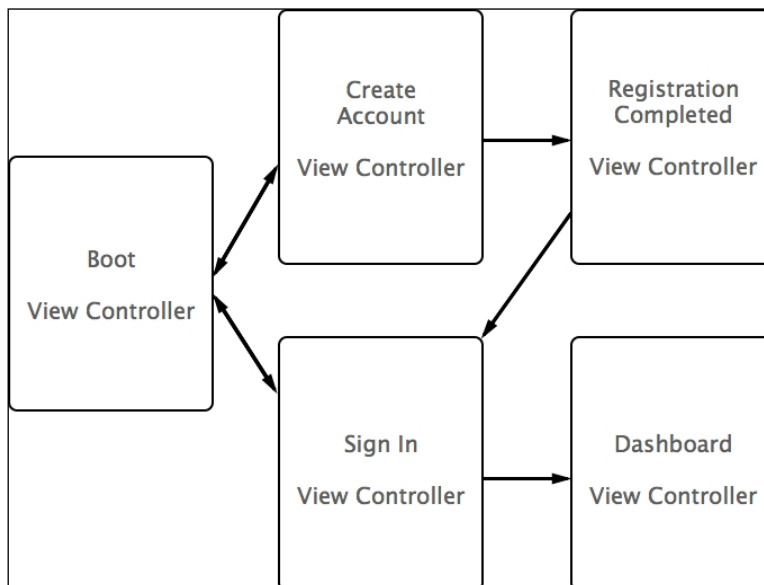 Boot
View Controller
Create
Account
View Controller
Registration
Completed
View Controller
Sign In
View Controller
Dashboard
View Controller